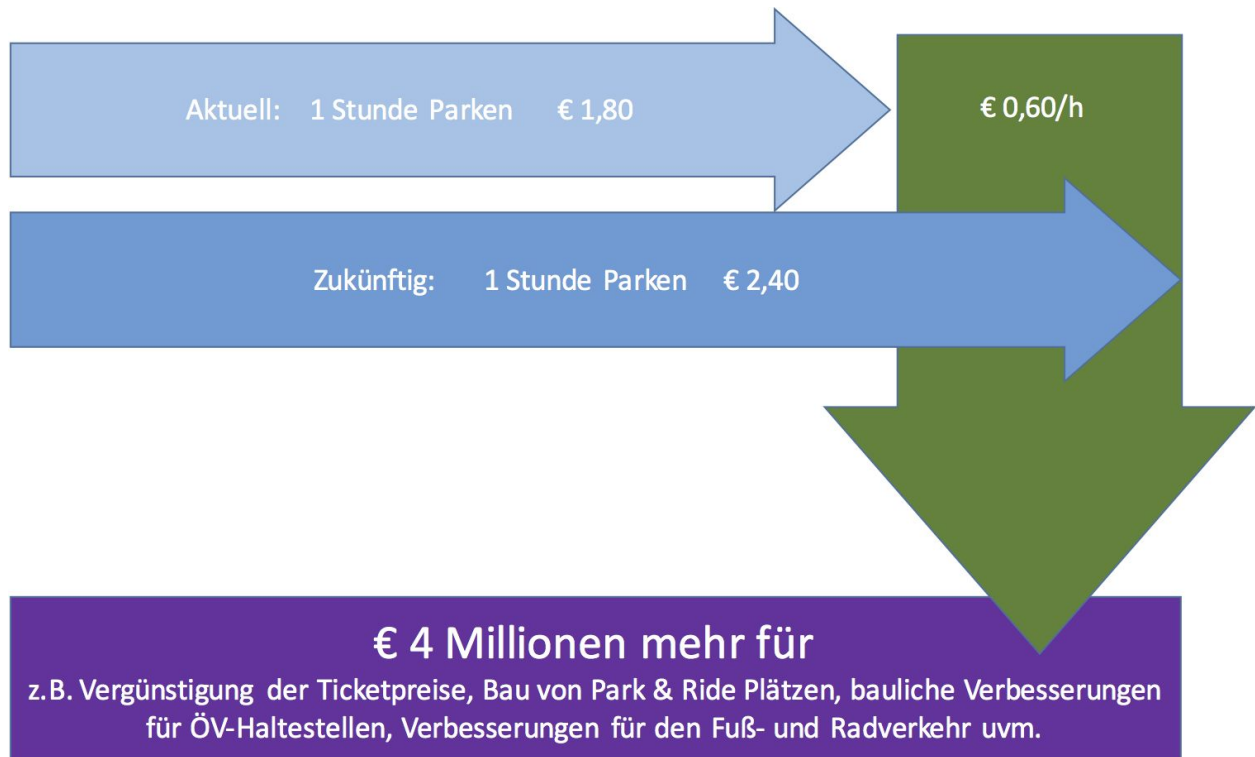 Aktuell: 1 Stunde Parken € 1,80
€ 0,60/h
Zukünftig: 1 Stunde Parken € 2,40
€ 4 Millionen mehr für
z.B. Vergünstigung der Ticketpreise, Bau von Park & Ride Plätzen, bauliche Verbesserungen
für ÖV-Haltestellen, Verbesserungen für den Fuß- und Radverkehr uvm.